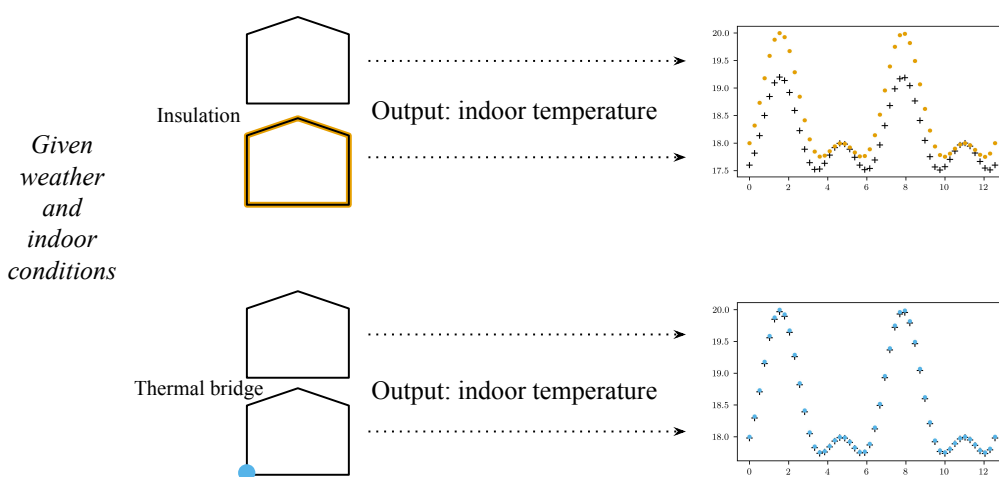 Given
weather
and
indoor
conditions
Insulation
Output: indoor temperature
20.0
19.5
19.0
18.5
18.0
17.5
0 2 4 6 8 10 12
Thermal bridge
Output: indoor temperature
20.0
19.5
19.0
18.5
18.0
0 2 4 6 8 10 12